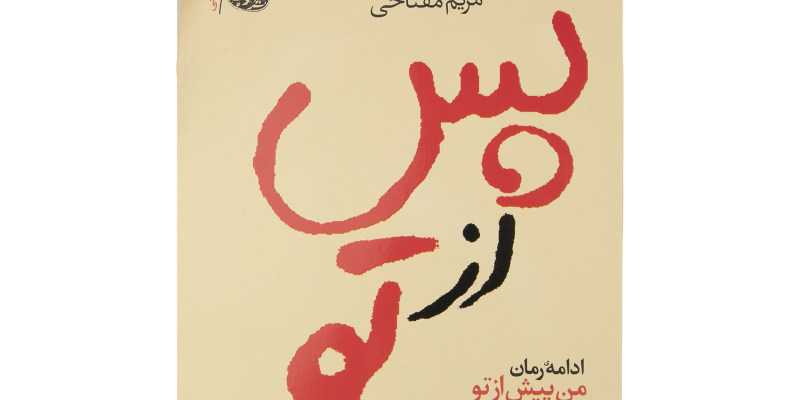 مریم مفتاحی
پس
از
تو
ادامهٔ رمان
من پیش از تو